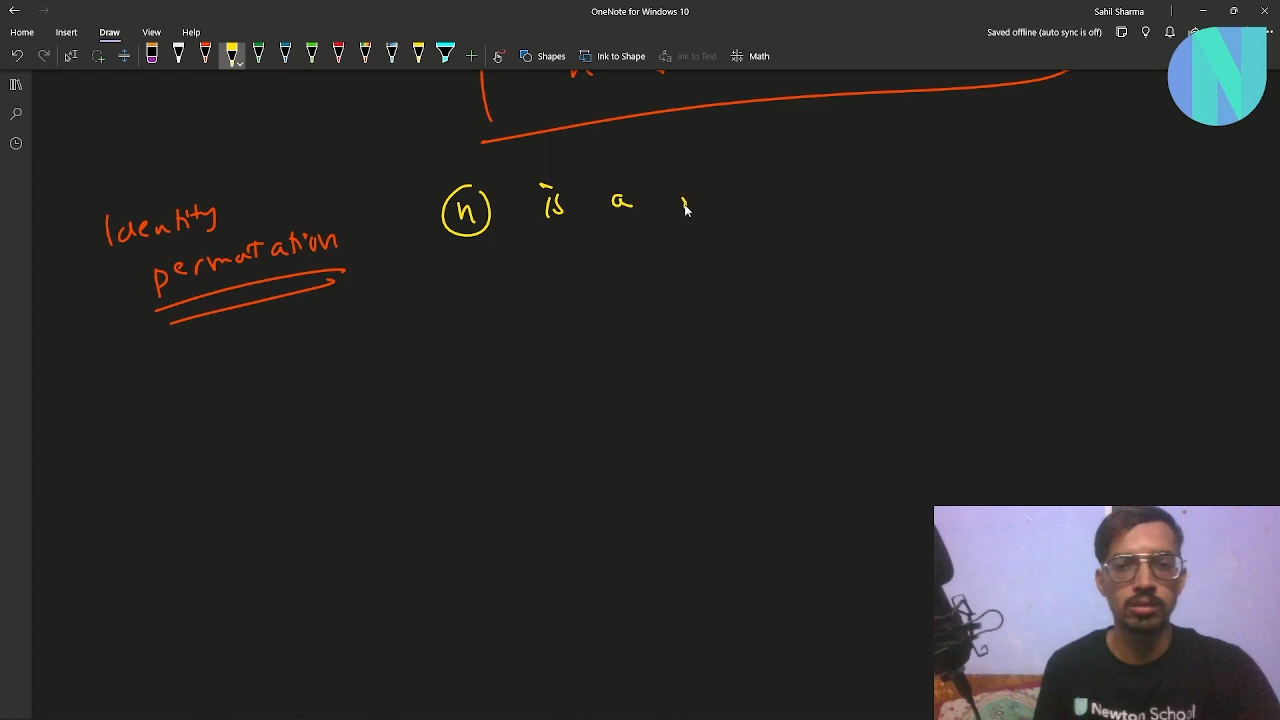 OneNote for Windows 10
Sahil Sharma
Home Insert Draw View Help
Saved offline (auto sync is off)
Shapes Ink to Shape Ink to Text Math
n is a
Identity
permatation
Newton School